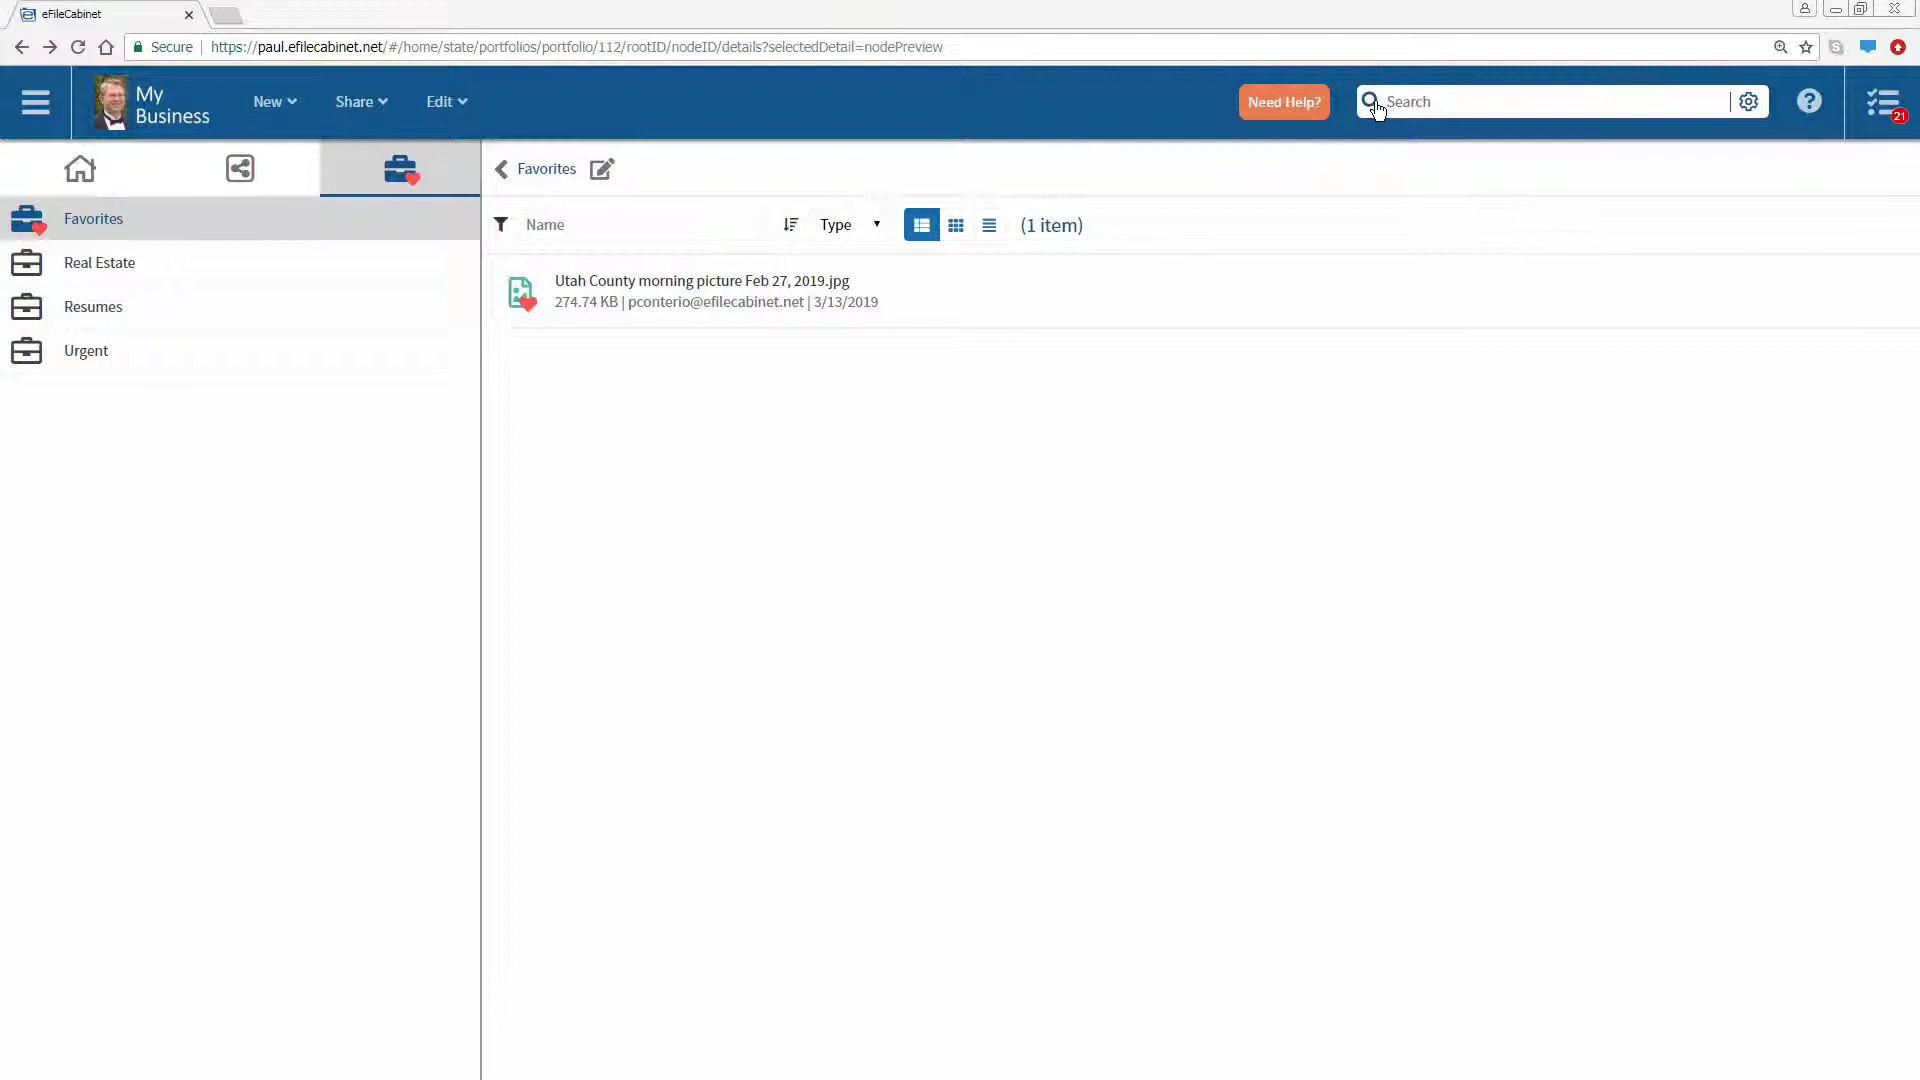 eFileCabinet
Secure https://paul.efilecabinet.net/#/home/state/portfolios/portfolio/112/rootID/nodeID/details?selectedDetail=nodePreview
My Business
New Share Edit
Need Help?
Search
21
Favorites
Real Estate
Resumes
Urgent
Favorites
Name
Type
(1 item)
Utah County morning picture Feb 27, 2019.jpg
274.74 KB | pconterio@efilecabinet.net | 3/13/2019